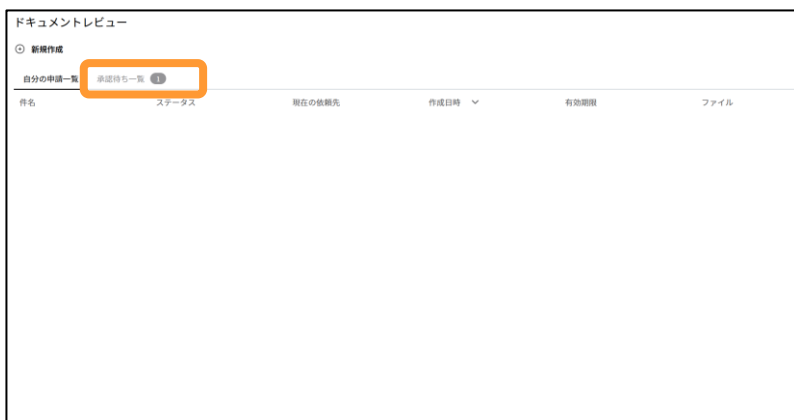 ドキュメントレビュー
新規作成
自分の申請一覧 承認待ち一覧 1
件名 ステータス 現在の依頼先 作成日時 有効期限 ファイル